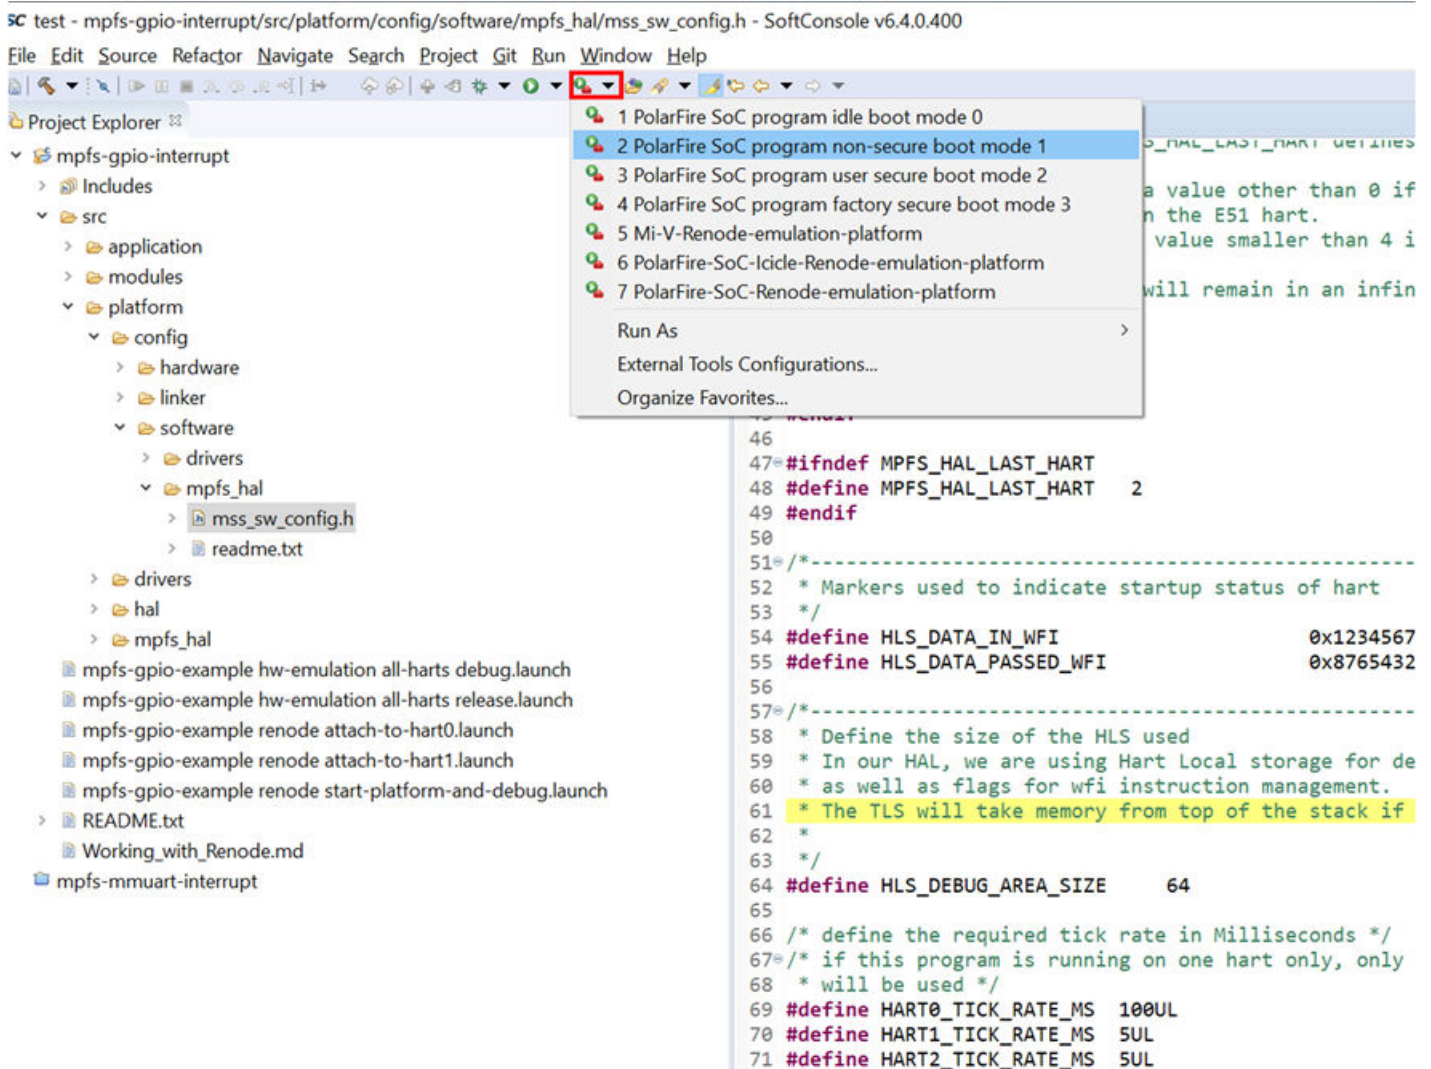 SC test - mpfs-gpio-interrupt/src/platform/config/software/mpfs_hal/mss_sw_config.h - SoftConsole v6.4.0.400
File Edit Source Refactor Navigate Search Project Git Run Window Help
Project Explorer
mpfs-gpio-interrupt
Includes
src
application
modules
platform
config
hardware
linker
software
drivers
mpfs_hal
mss_sw_config.h
readme.txt
drivers
hal
mpfs_hal
mpfs-gpio-example hw-emulation all-harts debug.launch
mpfs-gpio-example hw-emulation all-harts release.launch
mpfs-gpio-example renode attach-to-hart0.launch
mpfs-gpio-example renode attach-to-hart1.launch
mpfs-gpio-example renode start-platform-and-debug.launch
README.txt
Working_with_Renode.md
mpfs-mmuart-interrupt
1 PolarFire SoC program idle boot mode 0
2 PolarFire SoC program non-secure boot mode 1
3 PolarFire SoC program user secure boot mode 2
4 PolarFire SoC program factory secure boot mode 3
5 Mi-V-Renode-emulation-platform
6 PolarFire-SoC-Icicle-Renode-emulation-platform
7 PolarFire-SoC-Renode-emulation-platform
Run As
External Tools Configurations...
Organize Favorites...
S_HAL_LAST_HART defines
a value other than 0 if
n the E51 hart.
value smaller than 4 i
will remain in an infin
45 #endif
46
47 #ifndef MPFS_HAL_LAST_HART
48 #define MPFS_HAL_LAST_HART 2
49 #endif
50
51 /*---------------------------------------------------
52 * Markers used to indicate startup status of hart
53 */
54 #define HLS_DATA_IN_WFI 0x1234567
55 #define HLS_DATA_PASSED_WFI 0x8765432
56
57 /*---------------------------------------------------
58 * Define the size of the HLS used
59 * In our HAL, we are using Hart Local storage for de
60 * as well as flags for wfi instruction management.
61 * The TLS will take memory from top of the stack if
62 *
63 */
64 #define HLS_DEBUG_AREA_SIZE 64
65
66 /* define the required tick rate in Milliseconds */
67 /* if this program is running on one hart only, only
68 * will be used */
69 #define HART0_TICK_RATE_MS 100UL
70 #define HART1_TICK_RATE_MS 5UL
71 #define HART2_TICK_RATE_MS 5UL